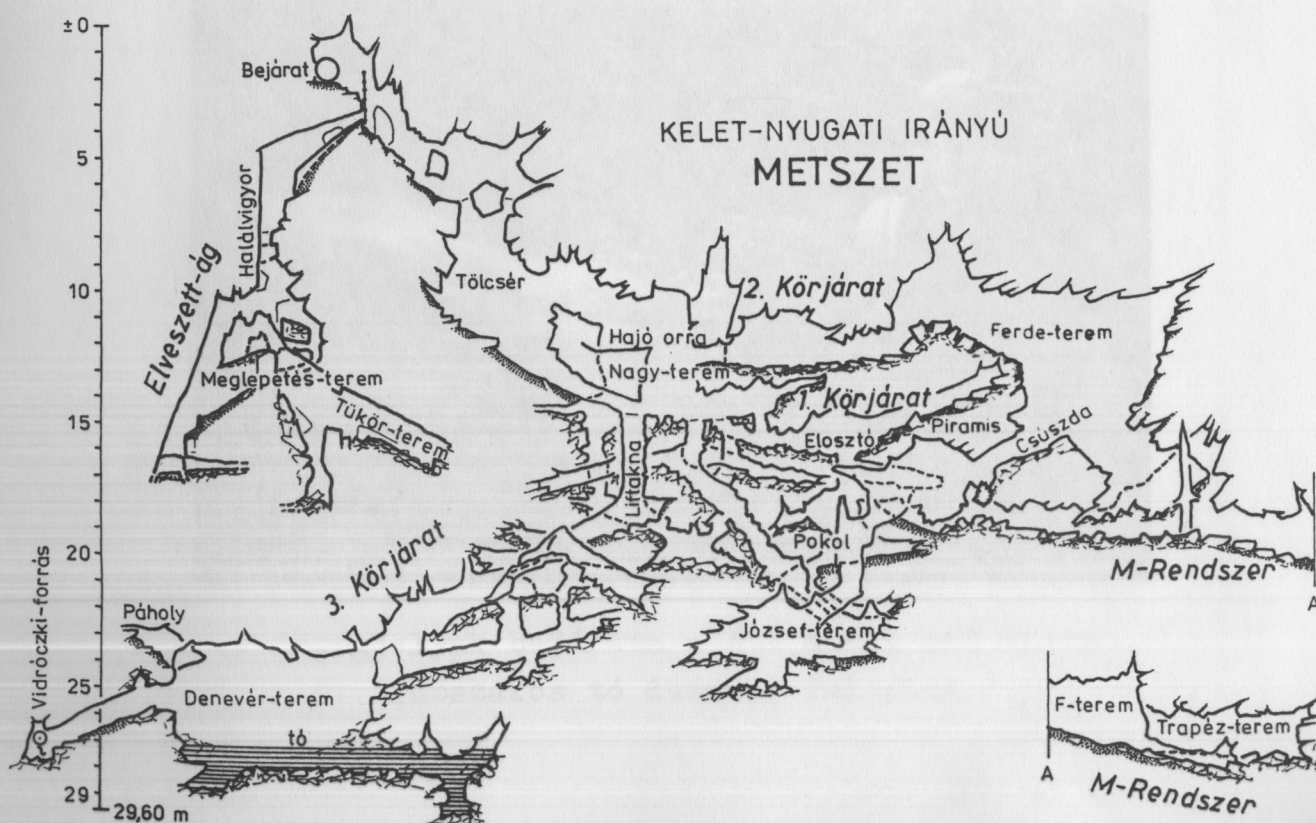 ± 0
5
10
15
20
25
29
29,60 m
KELET-NYUGATI IRÁNYÚ
METSZET
Bejárat
Halálvigyor
Elveszett-ág
Tölcsér
2. Körjárat
Hajó orra
Ferde-terem
Nagy-terem
Meglepetés-terem
1. Körjárat
Tükör-terem
Piramis
Elosztó
Csúszda
Liftakna
Pokol
3. Körjárat
M-Rendszer
A
Vidróczki-forrás
Páholy
József-terem
Denevér-terem
tó
F-terem
Trapéz-terem
A
M-Rendszer